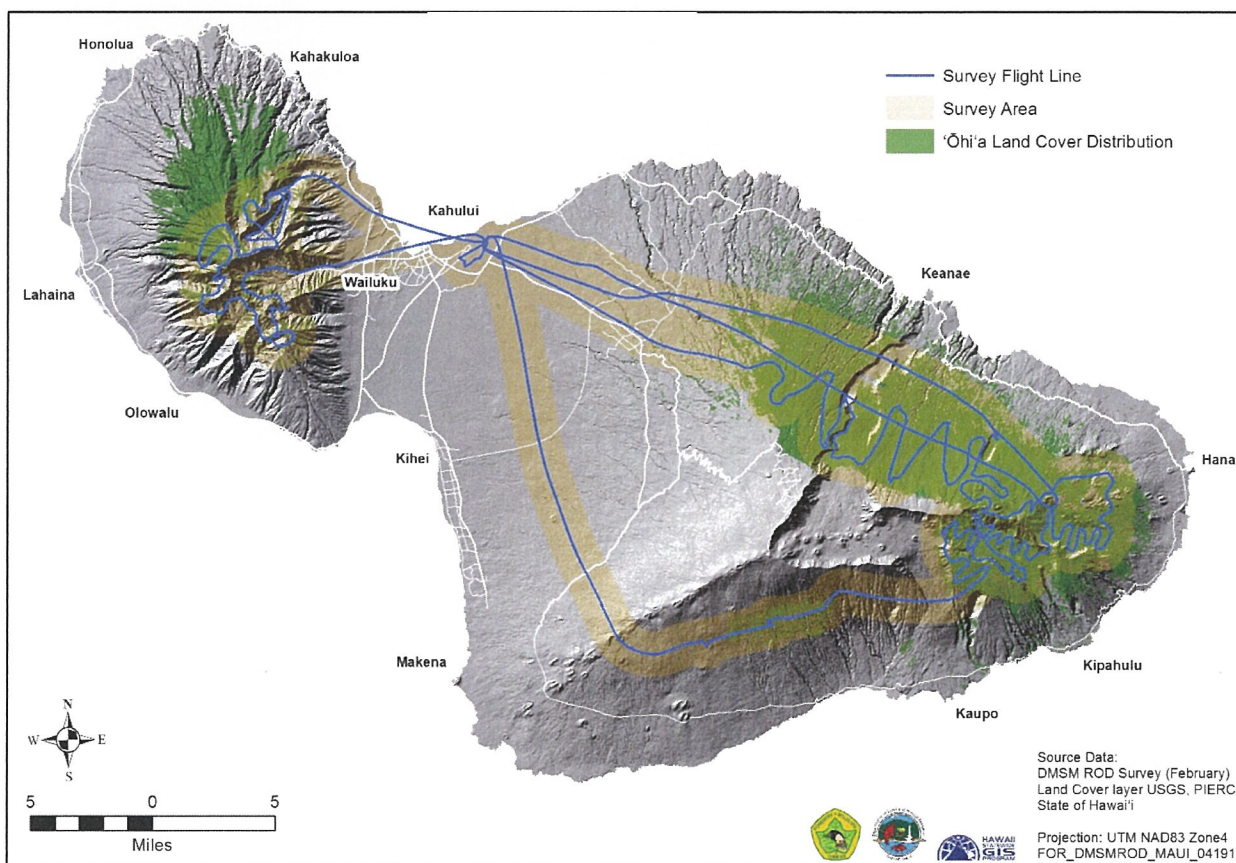 Honolua
Kahakuloa
Survey Flight Line
Survey Area
ʻŌhiʻa Land Cover Distribution
Kahului
Keanae
Wailuku
Lahaina
Olowalu
Kihei
Hana
Makena
Kipahulu
Kaupo
N
W E
S
5 0 5
Miles
Source Data:
DMSM ROD Survey (February)
Land Cover layer USGS, PIERC
State of Hawaiʻi
Projection: UTM NAD83 Zone4
FOR_DMSMROD_MAUI_04191
HAWAII
STATEWIDE
GIS
PROGRAM